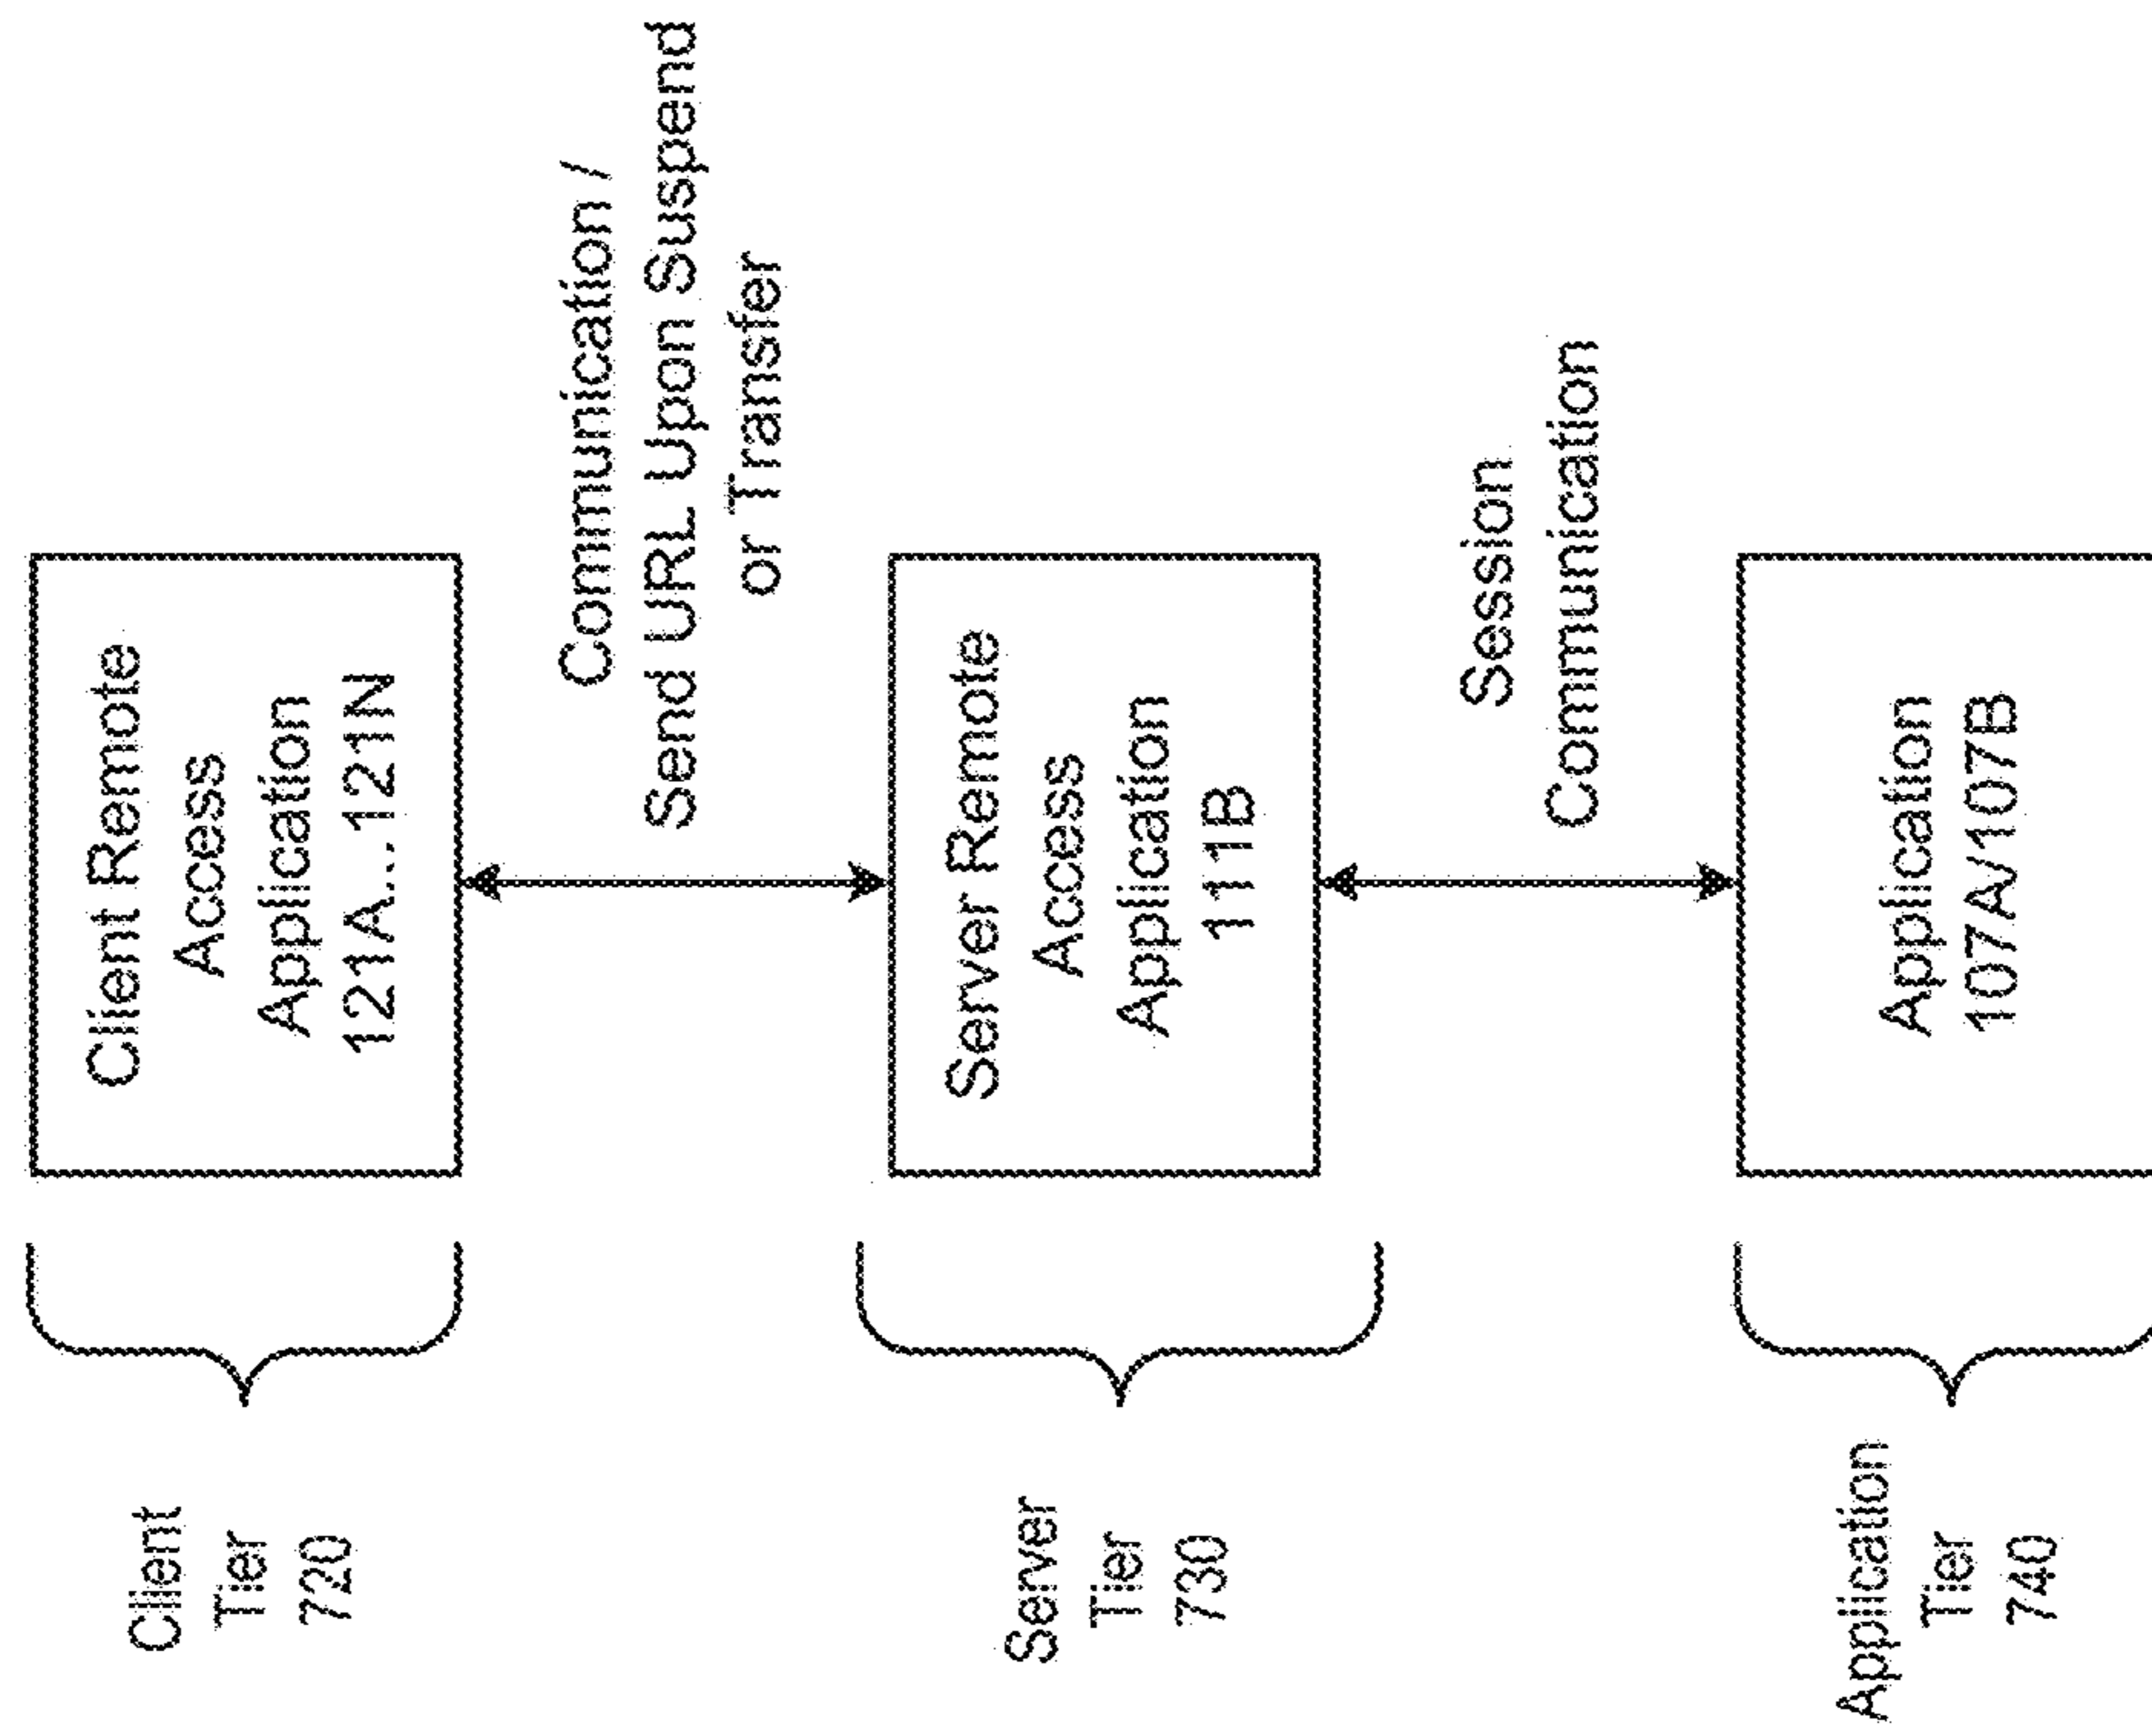 Client
Tier
720
Client Remote
Access
Application
121A... 121N
Communication /
Send URL Upon Suspend
or Transfer
Server
Tier
730
Server Remote
Access
Application
111B
Session
Communication
Application
Tier
740
Application
107A/107B